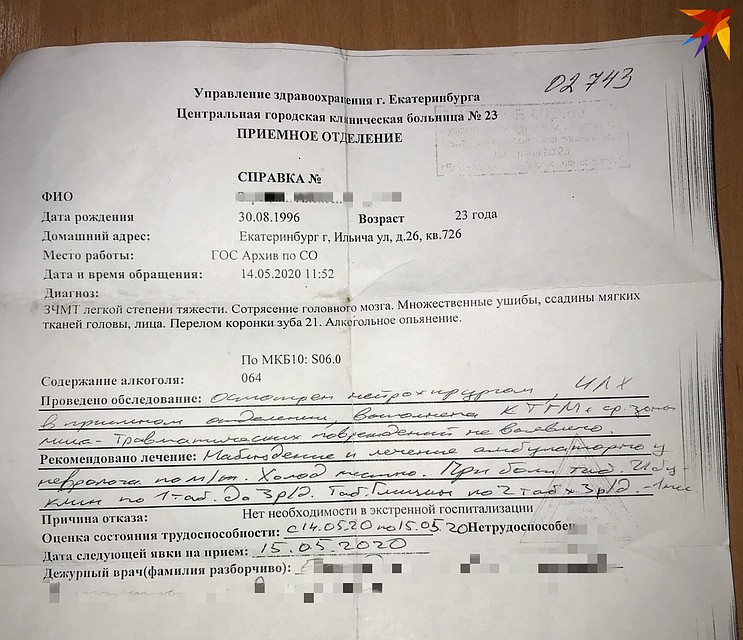 02743
Управление здравоохранения г. Екатеринбурга
Центральная городская клиническая больница № 23
ПРИЕМНОЕ ОТДЕЛЕНИЕ
СПРАВКА №
ФИО
Дата рождения 30.08.1996 Возраст 23 года
Домашний адрес: Екатеринбург г, Ильича ул, д.26, кв.726
Место работы: ГОС Архив по СО
Дата и время обращения: 14.05.2020 11:52
Диагноз:
ЗЧМТ легкой степени тяжести. Сотрясение головного мозга. Множественные ушибы, ссадины мягких
тканей головы, лица. Перелом коронки зуба 21. Алкогольное опьянение.
По МКБ10: S06.0
Содержание алкоголя: 064
Проведено обследование: Осмотрен нейрохирургом, ЧЛХ
в приемном отделении, выполнена КТГМ+ ср. зоны
лица- Травматических повреждений не выявлено.
Рекомендовано лечение: Наблюдение и лечение амбулаторно у
невролога по м/ж. Холод местно. При боли таб.
по 1 таб. до 3 р/д. Таб. Глицин по 2 таб х 3 р/д.
Причина отказа: Нет необходимости в экстренной госпитализации
Оценка состояния трудоспособности: с 14.05.20 по 15.05.20 Нетрудоспособен
Дата следующей явки на прием: 15.05.2020
Дежурный врач(фамилия разборчиво):